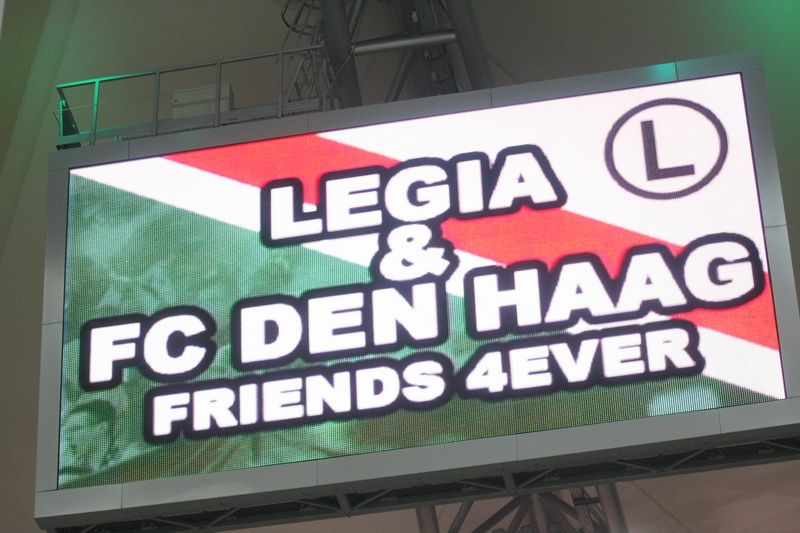 L
LEGIA
&
FC DEN HAAG
FRIENDS 4EVER